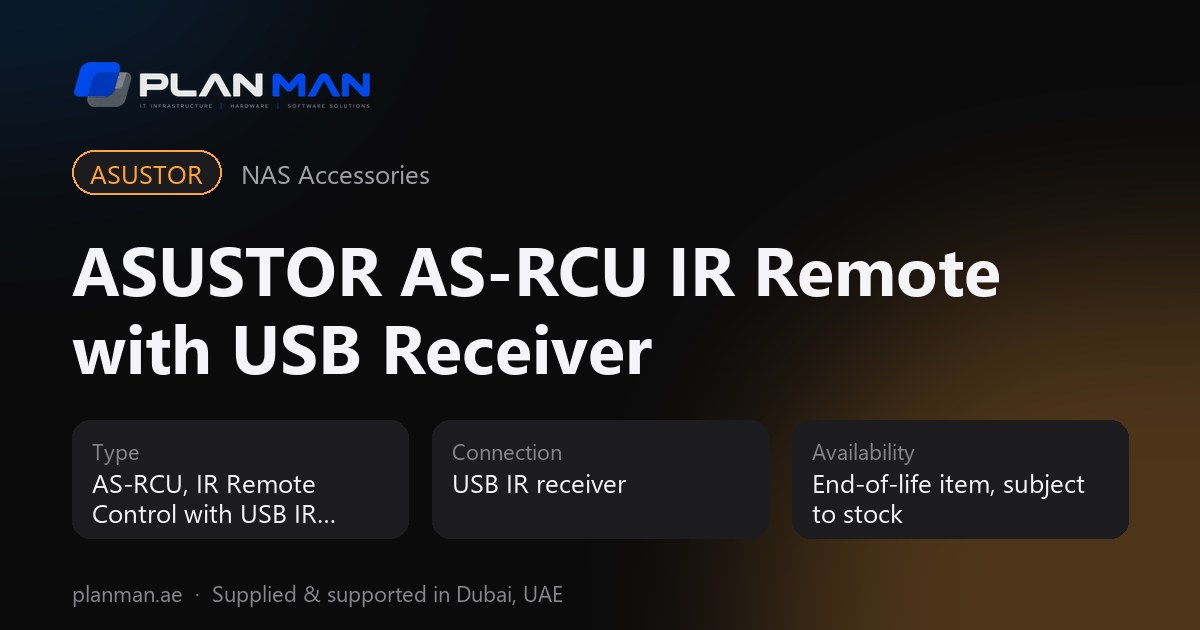 PLAN MAN
IT INFRASTRUCTURE | HARDWARE | SOFTWARE SOLUTIONS
ASUSTOR NAS Accessories
ASUSTOR AS-RCU IR Remote
with USB Receiver
Type
AS-RCU, IR Remote
Control with USB IR...
Connection
USB IR receiver
Availability
End-of-life item, subject
to stock
planman.ae · Supplied & supported in Dubai, UAE